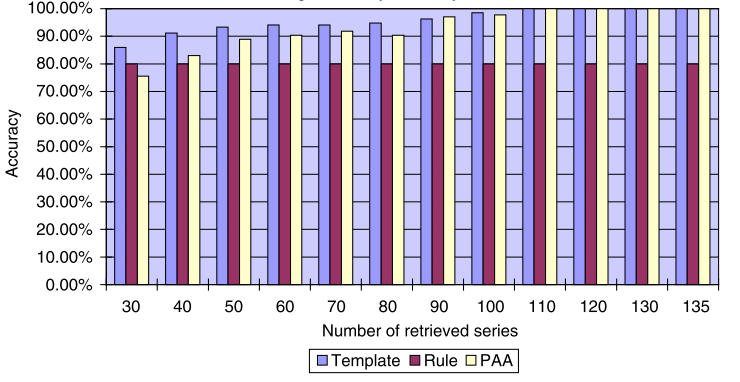 100.00%
90.00%
80.00%
70.00%
60.00%
50.00%
40.00%
30.00%
20.00%
10.00%
0.00%
Accuracy
30 40 50 60 70 80 90 100 110 120 130 135
Number of retrieved series
Template Rule PAA